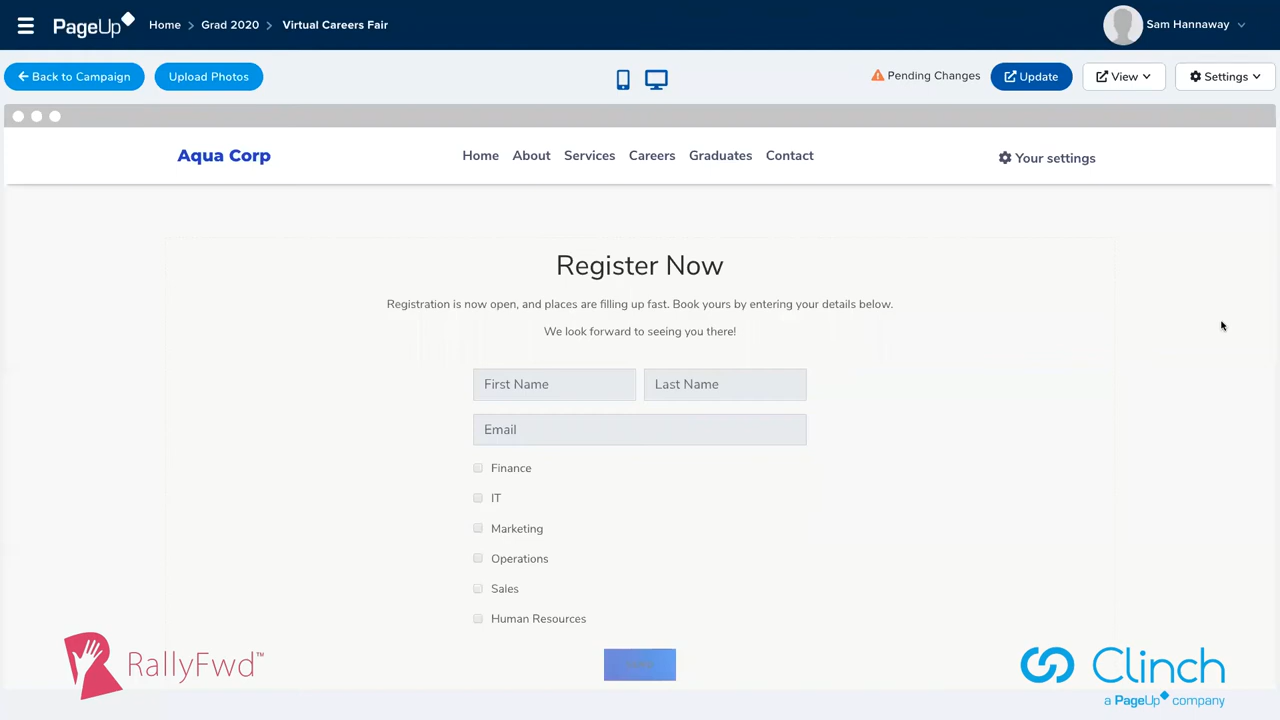 PageUp
Home
Grad 2020
Virtual Careers Fair
Sam Hannaway
Back to Campaign
Upload Photos
Pending Changes
Update
View
Settings
Aqua Corp
Home
About
Services
Careers
Graduates
Contact
Your settings
Register Now
Registration is now open, and places are filling up fast. Book yours by entering your details below.
We look forward to seeing you there!
First Name
Last Name
Email
Finance
IT
Marketing
Operations
Sales
Human Resources
RallyFwd™
Clinch
a PageUp company